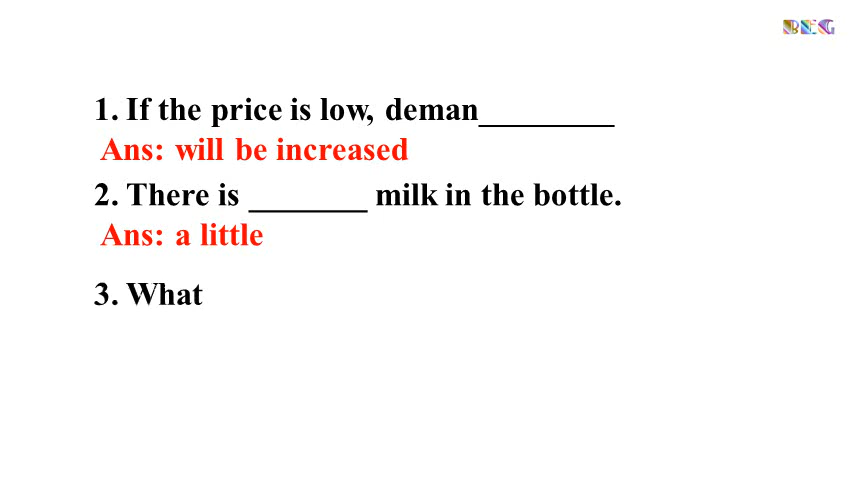 BEG
1. If the price is low, deman________
Ans: will be increased
2. There is _______ milk in the bottle.
Ans: a little
3. What